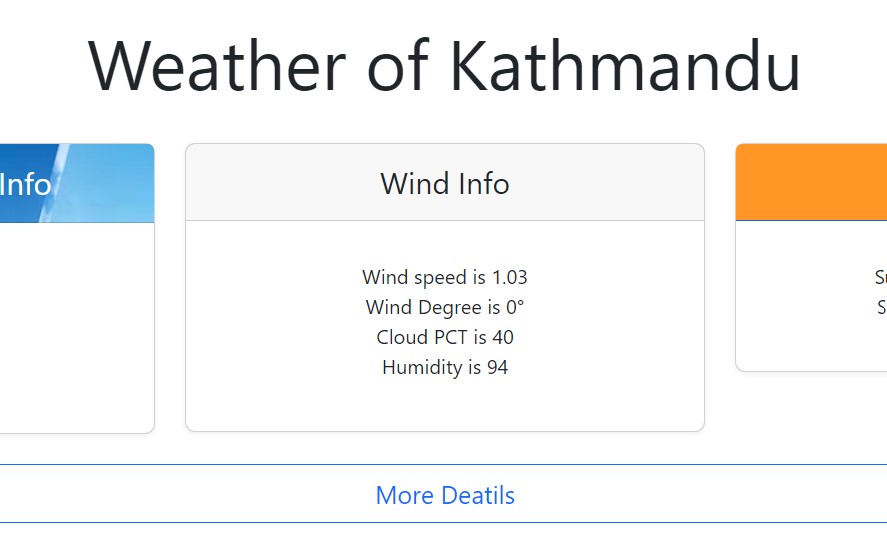 Weather of Kathmandu
Info
Wind Info
Wind speed is 1.03
Wind Degree is 0°
Cloud PCT is 40
Humidity is 94
More Deatils